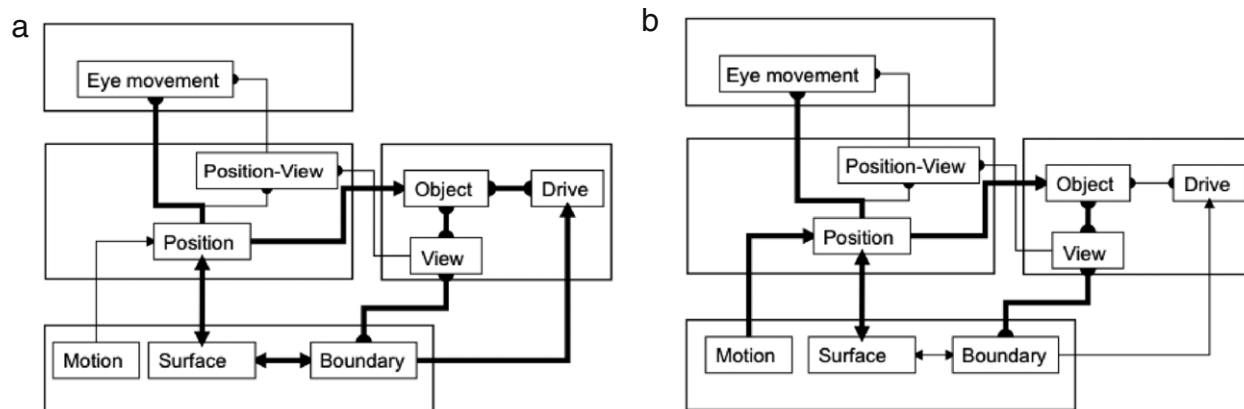 a
Eye movement
Position-View
Object
Drive
Position
View
Motion
Surface
Boundary
b
Eye movement
Position-View
Object
Drive
Position
View
Motion
Surface
Boundary